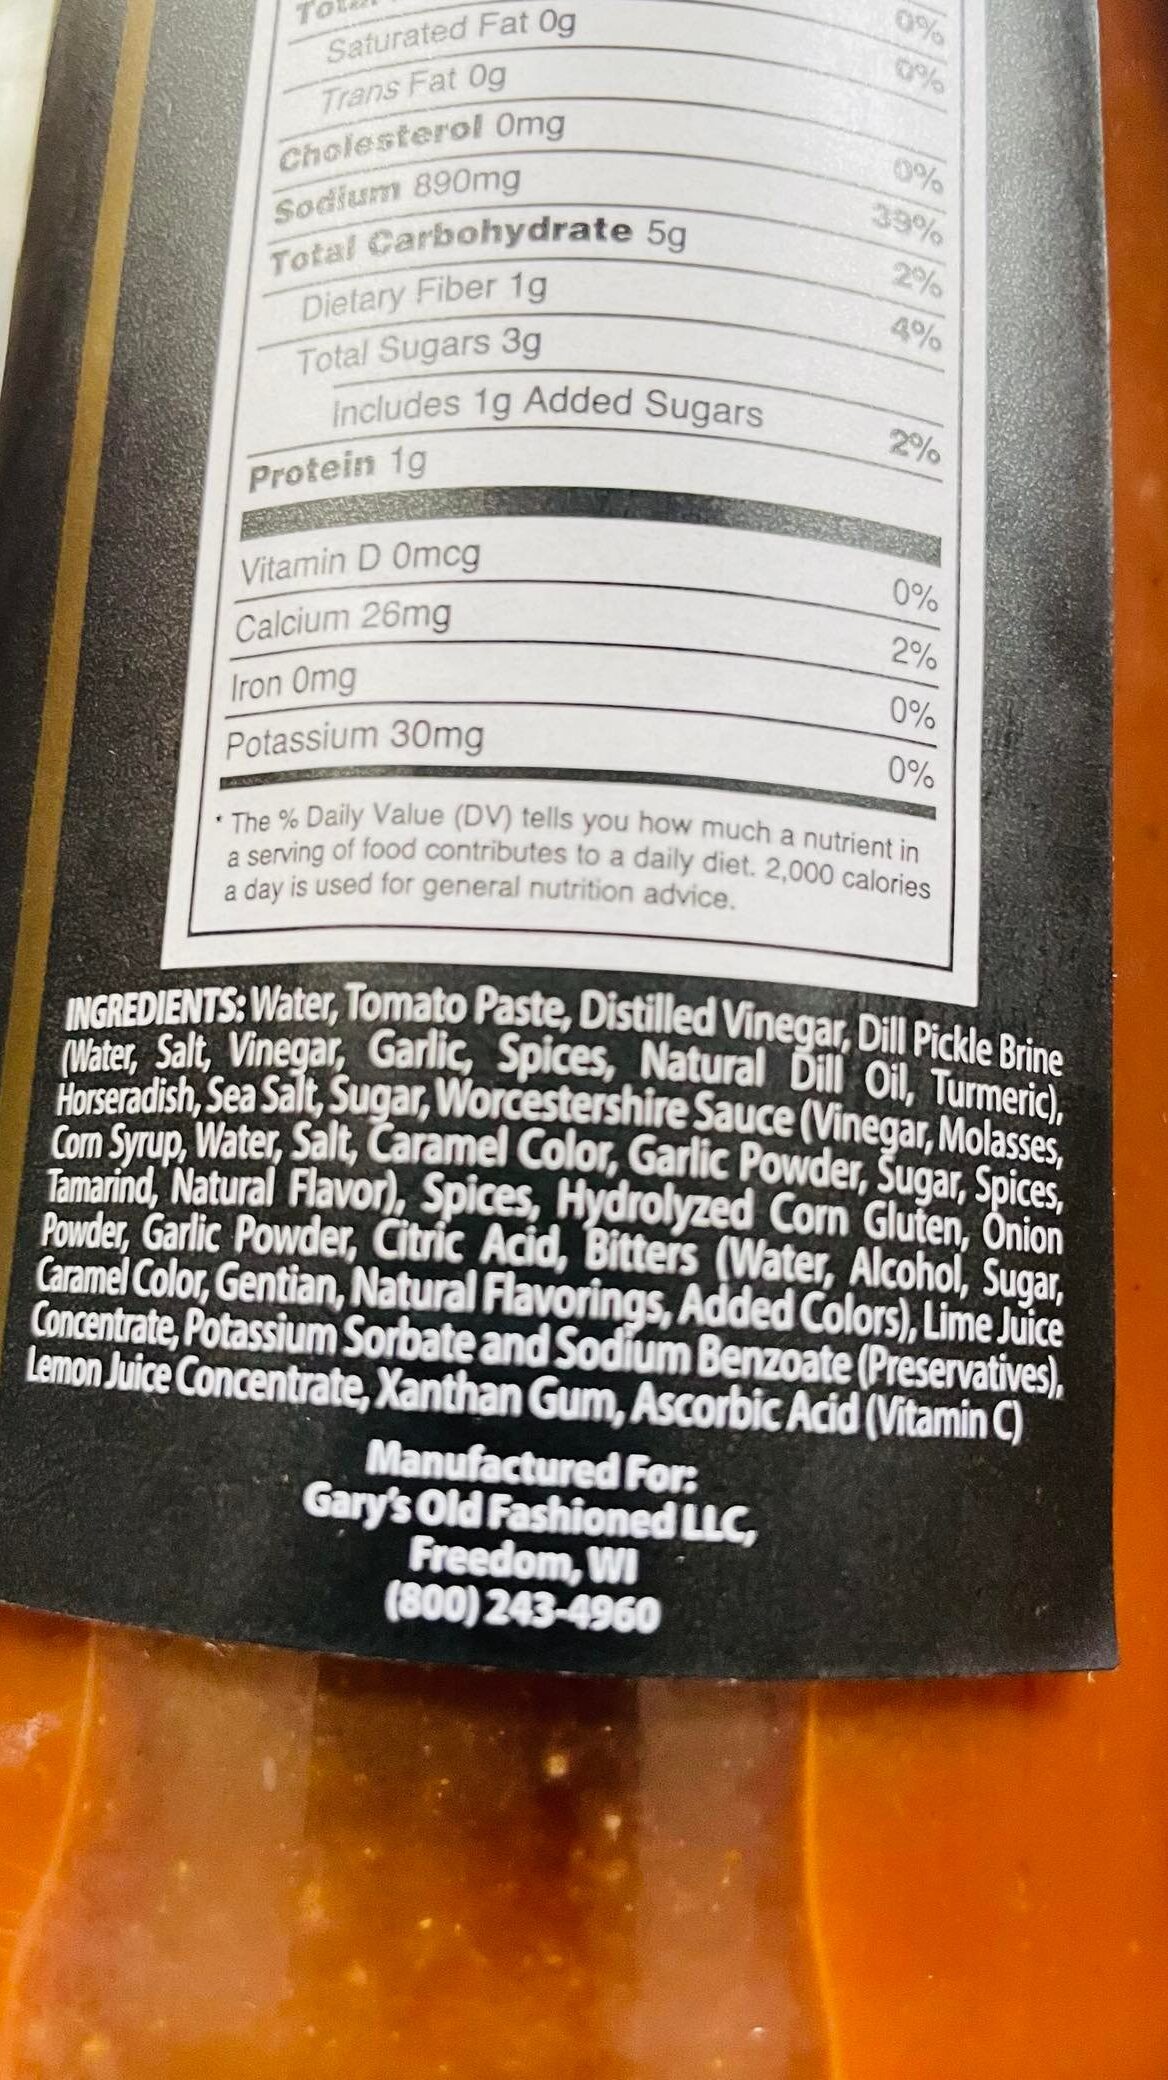 Saturated Fat 0g 0%
Trans Fat 0g 0%
Cholesterol 0mg 0%
Sodium 890mg 39%
Total Carbohydrate 5g 2%
Dietary Fiber 1g 4%
Total Sugars 3g
Includes 1g Added Sugars 2%
Protein 1g
Vitamin D 0mcg 0%
Calcium 26mg 2%
Iron 0mg 0%
Potassium 30mg 0%
* The % Daily Value (DV) tells you how much a nutrient in
a serving of food contributes to a daily diet. 2,000 calories
a day is used for general nutrition advice.
INGREDIENTS: Water, Tomato Paste, Distilled Vinegar, Dill Pickle Brine
(Water, Salt, Vinegar, Garlic, Spices, Natural Dill Oil, Turmeric),
Horseradish, Sea Salt, Sugar, Worcestershire Sauce (Vinegar, Molasses,
Corn Syrup, Water, Salt, Caramel Color, Garlic Powder, Sugar, Spices,
Tamarind, Natural Flavor), Spices, Hydrolyzed Corn Gluten, Onion
Powder, Garlic Powder, Citric Acid, Bitters (Water, Alcohol, Sugar,
Caramel Color, Gentian, Natural Flavorings, Added Colors), Lime Juice
Concentrate, Potassium Sorbate and Sodium Benzoate (Preservatives),
Lemon Juice Concentrate, Xanthan Gum, Ascorbic Acid (Vitamin C)
Manufactured For:
Gary's Old Fashioned LLC,
Freedom, WI
(800) 243-4960